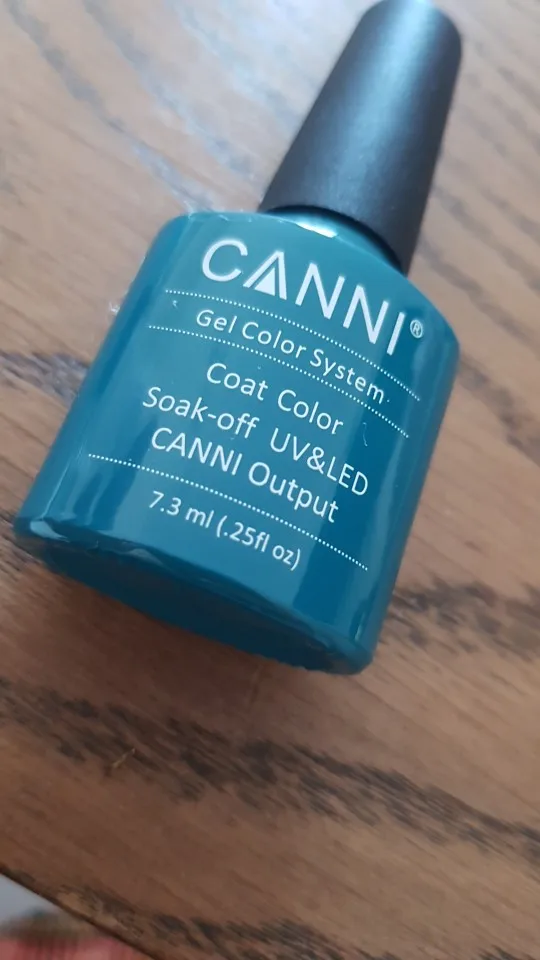 CANNI®
Gel Color System
Coat Color
Soak-off UV&LED
CANNI Output
7.3 ml (.25fl oz)